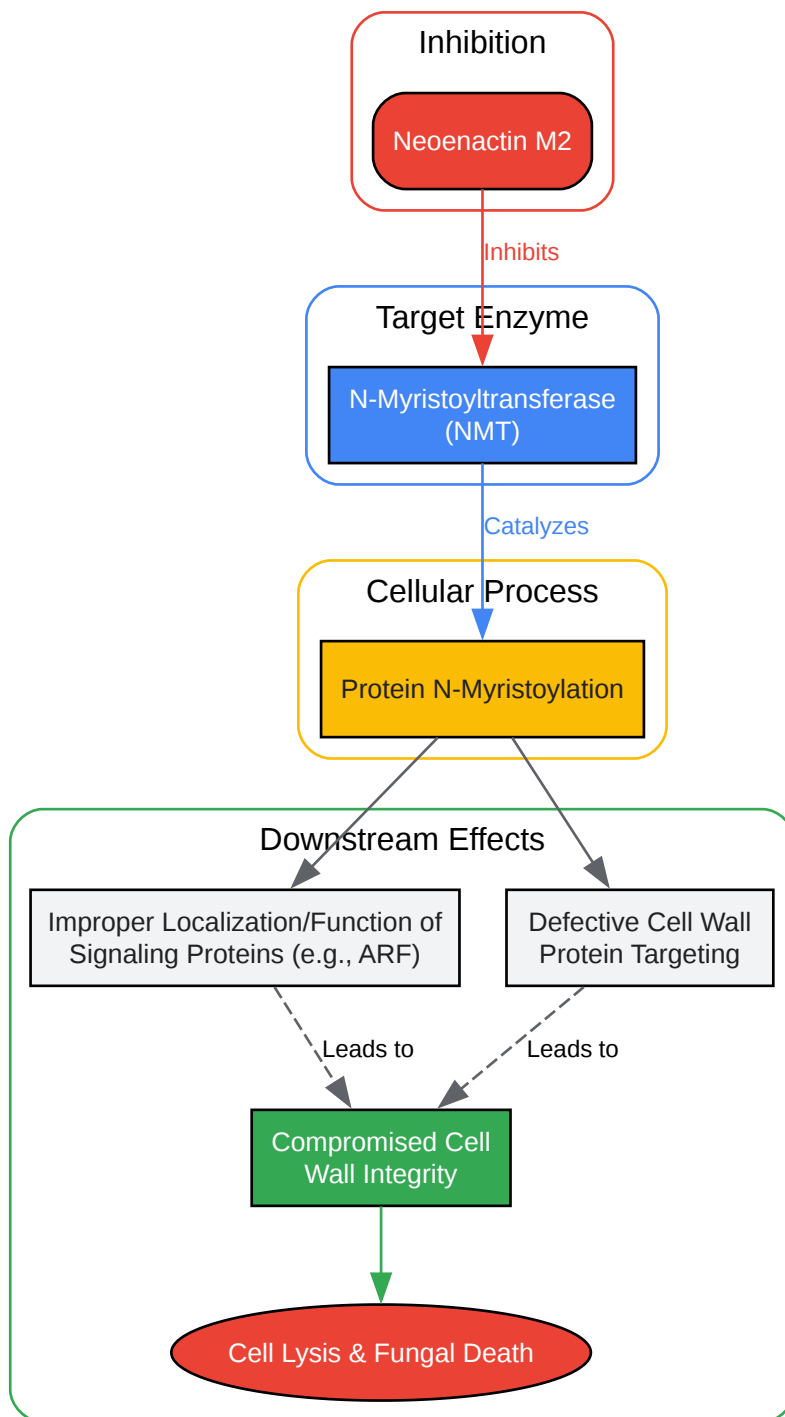 Inhibition
Neoenactin M2
Inhibits
Target Enzyme
N-Myristoyltransferase
(NMT)
Catalyzes
Cellular Process
Protein N-Myristoylation
Downstream Effects
Improper Localization/Function of
Signaling Proteins (e.g., ARF)
Defective Cell Wall
Protein Targeting
Leads to
Leads to
Compromised Cell
Wall Integrity
Cell Lysis & Fungal Death